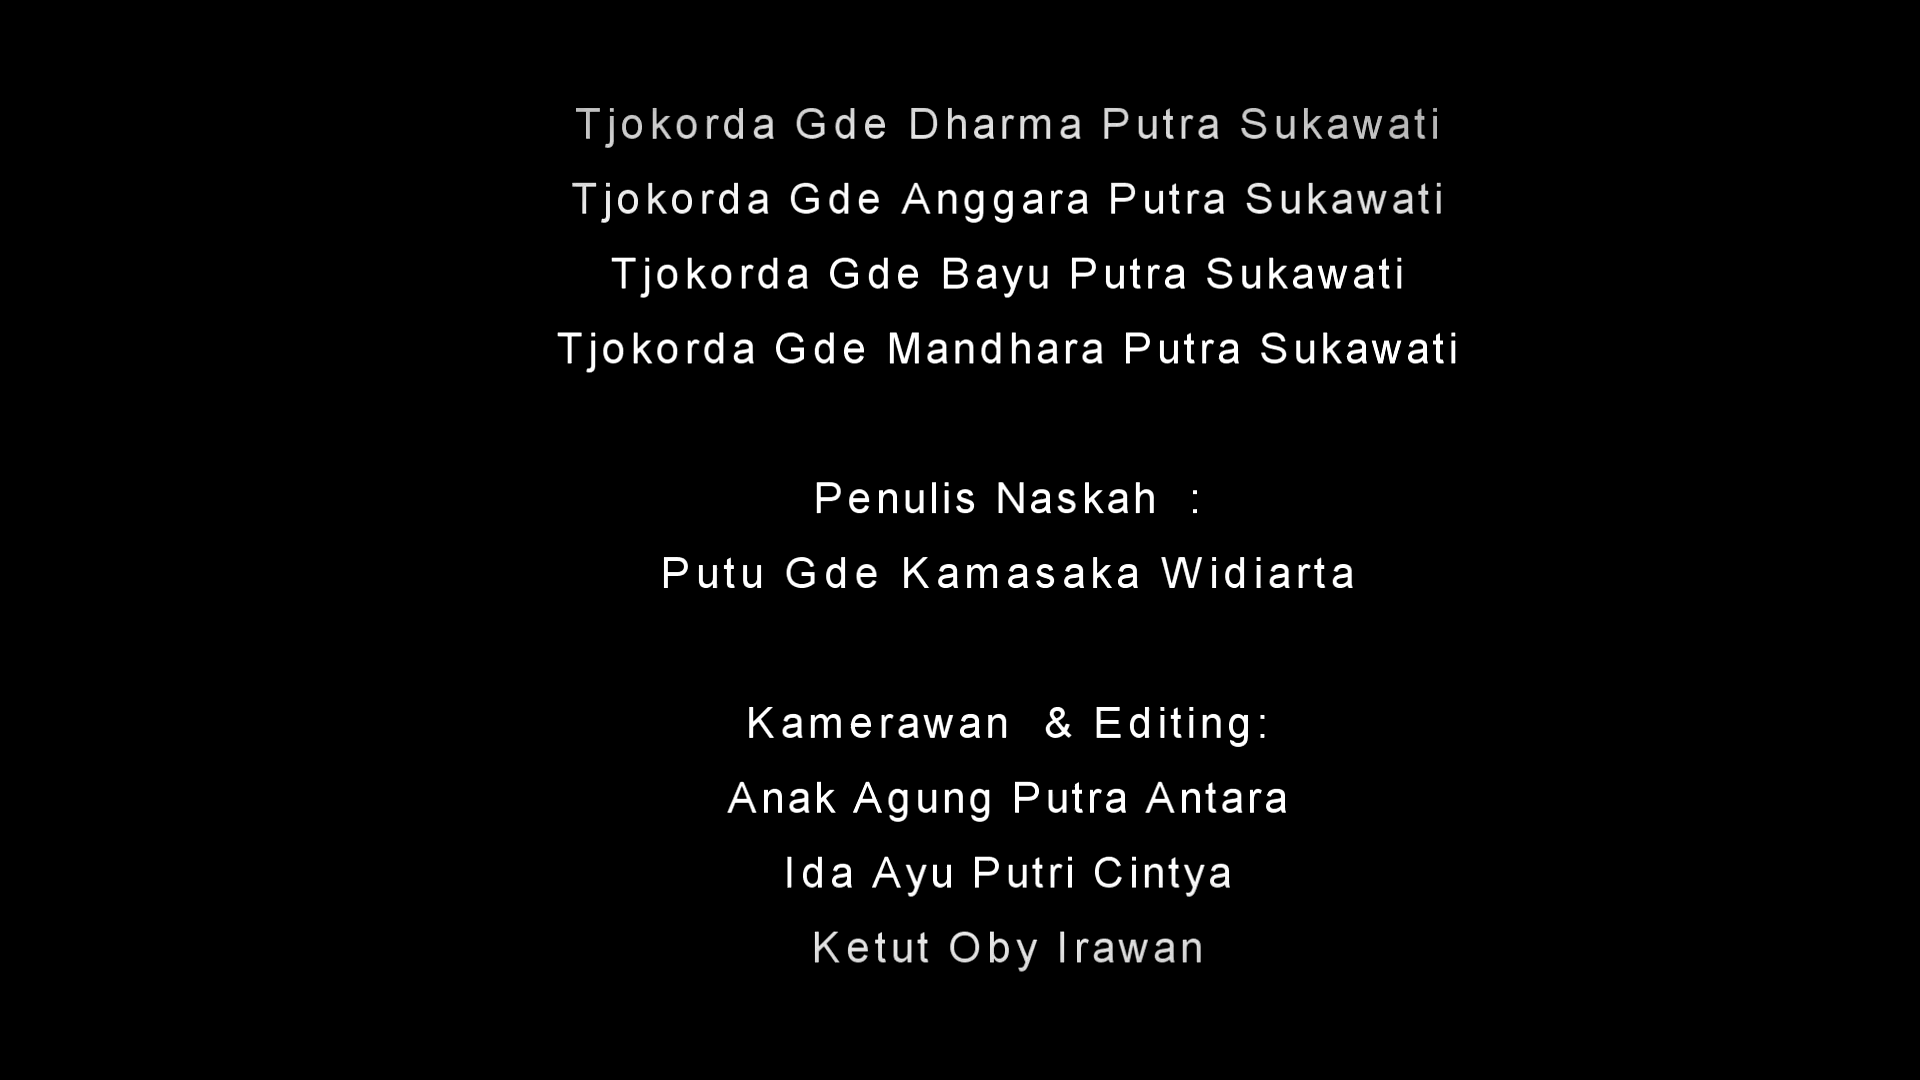 Tjokorda Gde Dharma Putra Sukawati
Tjokorda Gde Anggara Putra Sukawati
Tjokorda Gde Bayu Putra Sukawati
Tjokorda Gde Mandhara Putra Sukawati
Penulis Naskah  :
Putu Gde Kamasaka Widiarta
Kamerawan  & Editing:
Anak Agung Putra Antara
Ida Ayu Putri Cintya
Ketut Oby Irawan